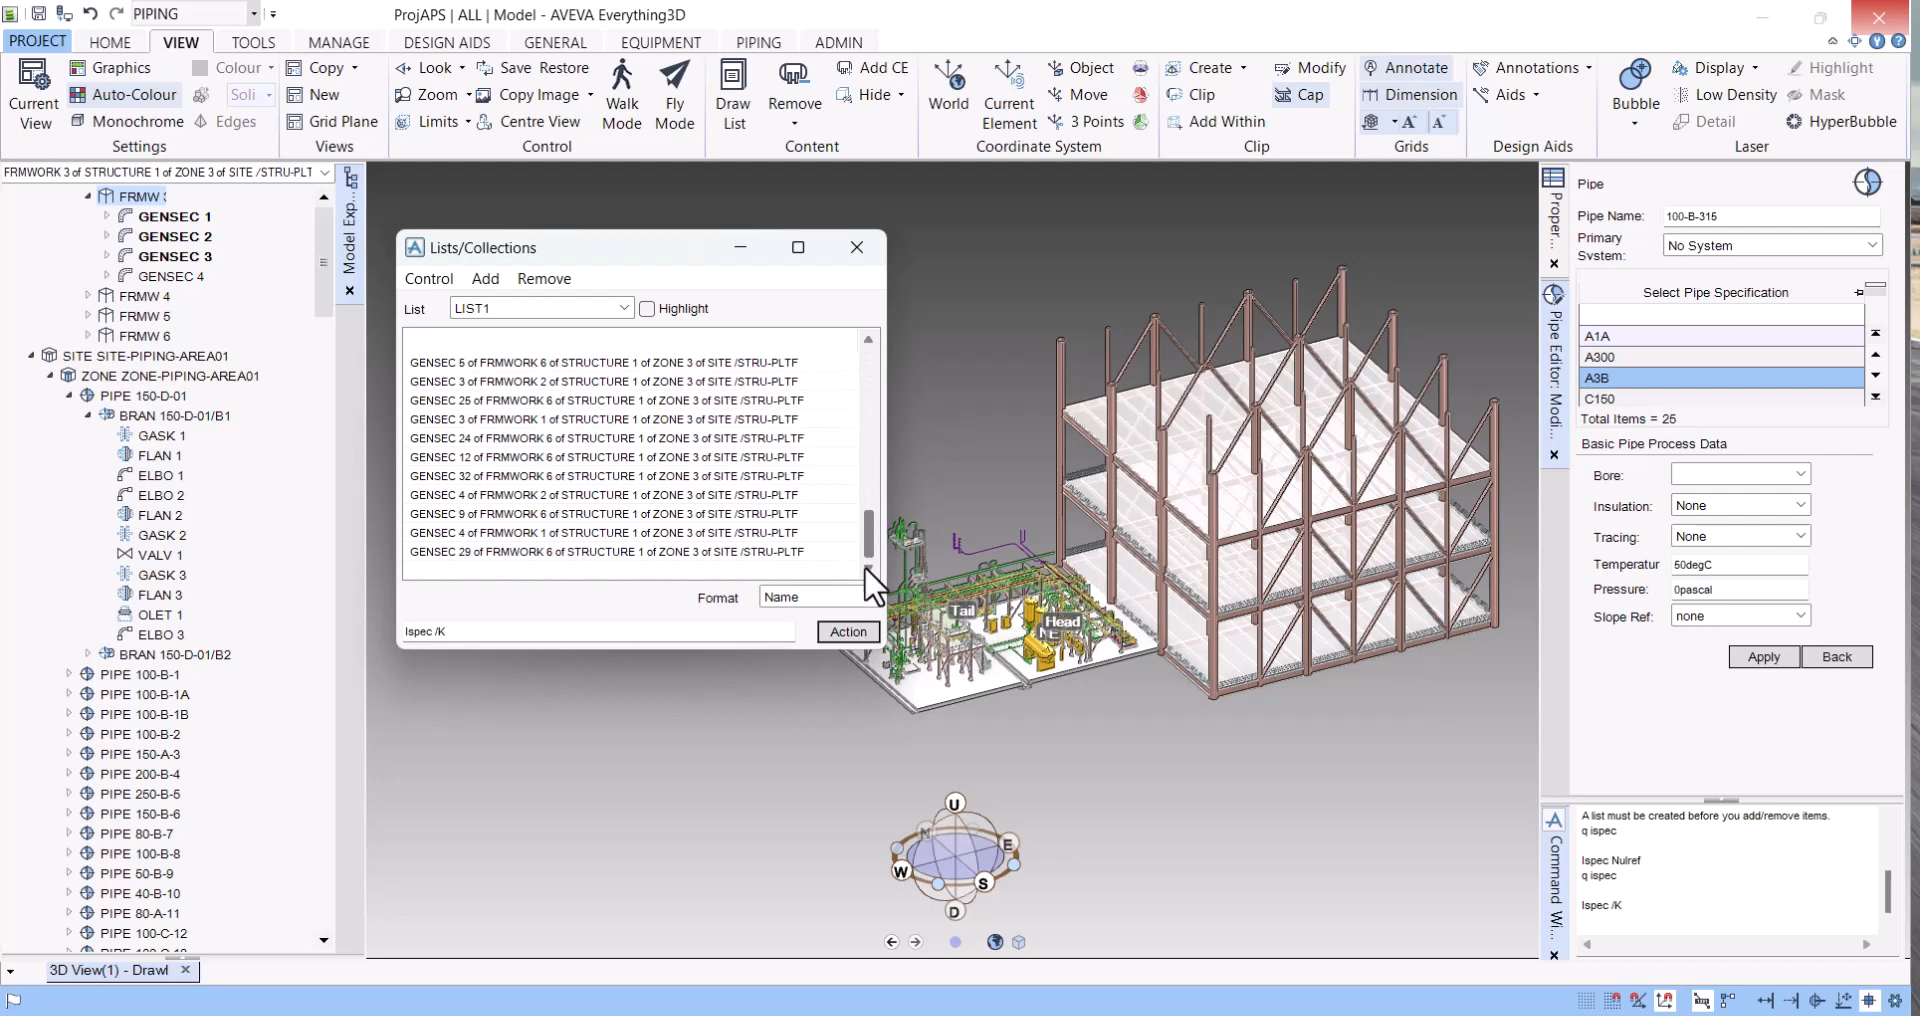 PIPING
ProjAPS | ALL | Model - AVEVA Everything3D
PROJECT HOME VIEW TOOLS MANAGE DESIGN AIDS GENERAL EQUIPMENT PIPING ADMIN
Current View
Graphics
Auto-Colour
Monochrome
Colour
Soli
Edges
Settings
Copy
New
Grid Plane
Views
Look
Zoom
Limits
Save Restore
Copy Image
Centre View
Walk Mode
Fly Mode
Control
Draw List
Remove
Add CE
Hide
Content
World
Current Element
Object
Move
3 Points
Coordinate System
Create
Clip
Add Within
Modify
Cap
Clip
Annotate
Dimension
A A
Grids
Annotations
Aids
Design Aids
Bubble
Display
Low Density
Detail
Highlight
Mask
HyperBubble
Laser
FRMWORK 3 of STRUCTURE 1 of ZONE 3 of SITE /STRU-PLT
FRMW 3
GENSEC 1
GENSEC 2
GENSEC 3
GENSEC 4
FRMW 4
FRMW 5
FRMW 6
SITE SITE-PIPING-AREA01
ZONE ZONE-PIPING-AREA01
PIPE 150-D-01
BRAN 150-D-01/B1
GASK 1
FLAN 1
ELBO 1
ELBO 2
FLAN 2
GASK 2
VALV 1
GASK 3
FLAN 3
OLET 1
ELBO 3
BRAN 150-D-01/B2
PIPE 100-B-1
PIPE 100-B-1A
PIPE 100-B-1B
PIPE 100-B-2
PIPE 150-A-3
PIPE 200-B-4
PIPE 250-B-5
PIPE 150-B-6
PIPE 80-B-7
PIPE 100-B-8
PIPE 50-B-9
PIPE 40-B-10
PIPE 80-A-11
PIPE 100-C-12
Model Exp...
Lists/Collections
Control Add Remove
List LIST1 Highlight
GENSEC 5 of FRMWORK 6 of STRUCTURE 1 of ZONE 3 of SITE /STRU-PLTF
GENSEC 3 of FRMWORK 2 of STRUCTURE 1 of ZONE 3 of SITE /STRU-PLTF
GENSEC 25 of FRMWORK 6 of STRUCTURE 1 of ZONE 3 of SITE /STRU-PLTF
GENSEC 3 of FRMWORK 1 of STRUCTURE 1 of ZONE 3 of SITE /STRU-PLTF
GENSEC 24 of FRMWORK 6 of STRUCTURE 1 of ZONE 3 of SITE /STRU-PLTF
GENSEC 12 of FRMWORK 6 of STRUCTURE 1 of ZONE 3 of SITE /STRU-PLTF
GENSEC 32 of FRMWORK 6 of STRUCTURE 1 of ZONE 3 of SITE /STRU-PLTF
GENSEC 4 of FRMWORK 2 of STRUCTURE 1 of ZONE 3 of SITE /STRU-PLTF
GENSEC 9 of FRMWORK 6 of STRUCTURE 1 of ZONE 3 of SITE /STRU-PLTF
GENSEC 4 of FRMWORK 1 of STRUCTURE 1 of ZONE 3 of SITE /STRU-PLTF
GENSEC 29 of FRMWORK 6 of STRUCTURE 1 of ZONE 3 of SITE /STRU-PLTF
Format Name
Ispec /K
Action
Tail
Head
U
N
E
W
S
D
Proper...
Pipe Editor: Modi...
Command Wi...
Pipe
Pipe Name: 100-B-315
Primary System: No System
Select Pipe Specification
A1A
A300
A3B
C150
Total Items = 25
Basic Pipe Process Data
Bore:
Insulation: None
Tracing: None
Temperatur 50degC
Pressure: 0pascal
Slope Ref: none
Apply Back
A list must be created before you add/remove items.
q ispec
Ispec Nulref
q ispec
Ispec /K
3D View(1) - Drawl